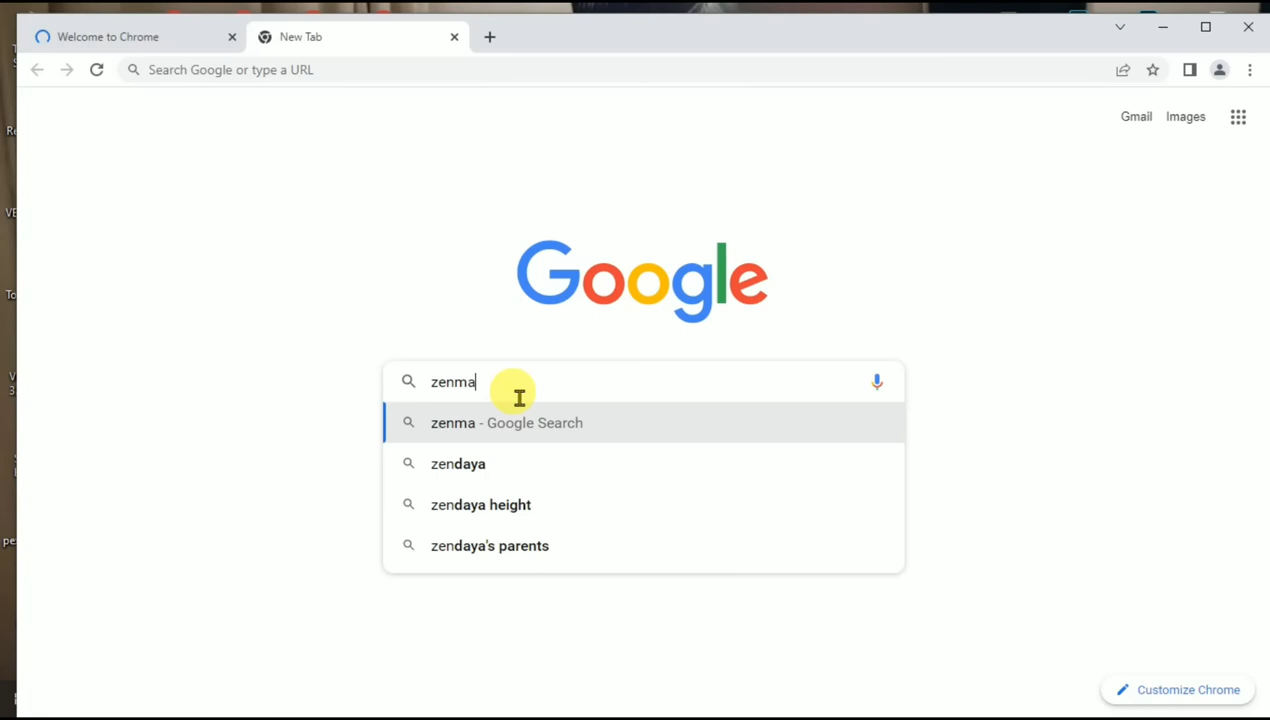 Welcome to Chrome
New Tab
Search Google or type a URL
Gmail Images
Google
zenma
zenma - Google Search
zendaya
zendaya height
zendaya's parents
Customize Chrome